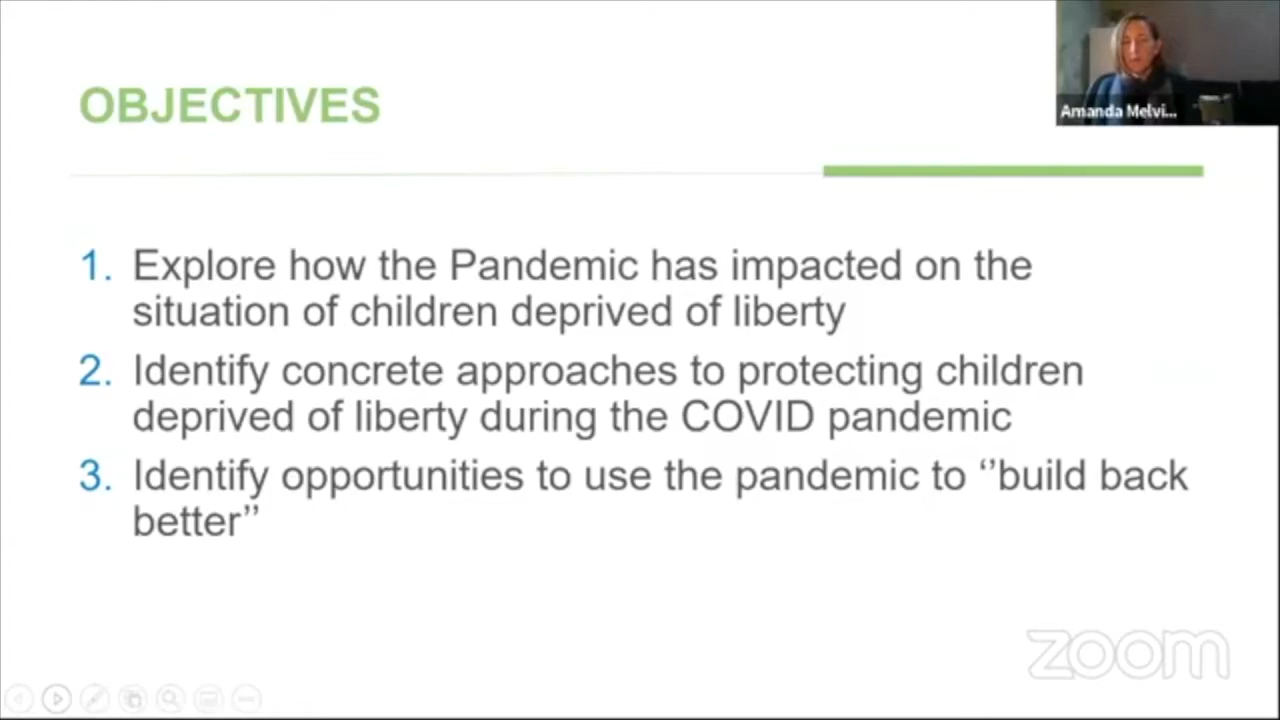 OBJECTIVES
Amanda Melvi...
1. Explore how the Pandemic has impacted on the
situation of children deprived of liberty
2. Identify concrete approaches to protecting children
deprived of liberty during the COVID pandemic
3. Identify opportunities to use the pandemic to ‘’build back
better’’
zoom